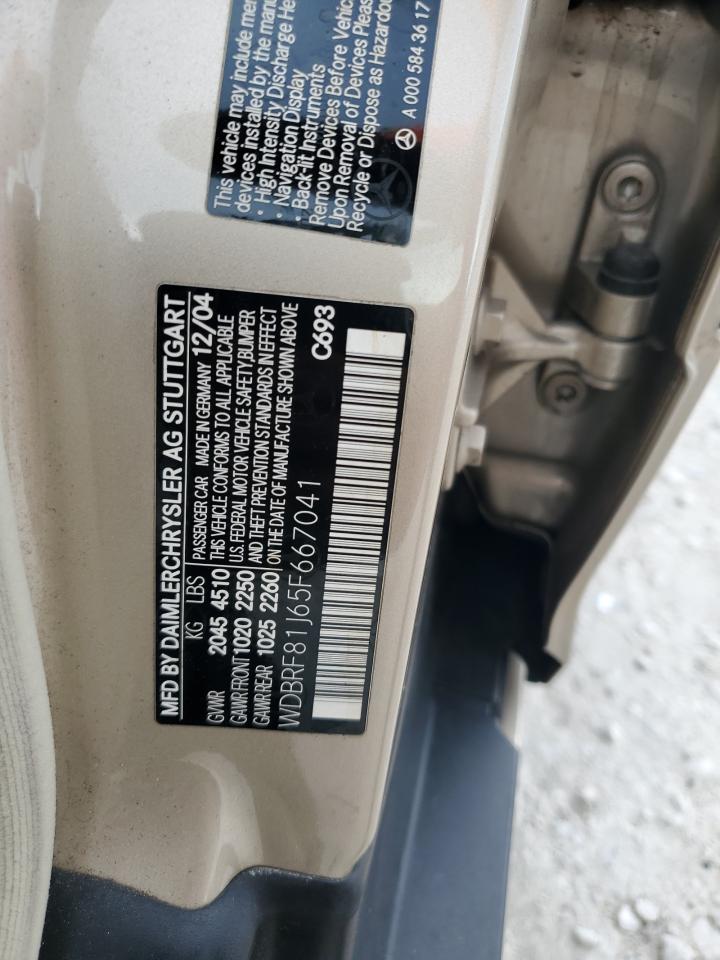 This vehicle may include mer
devices installed by the manu
· High Intensity Discharge He
· Navigation Display
· Back-lit Instruments
Remove Devices Before Vehic
Upon Removal of Devices Pleas
Recycle or Dispose as Hazardo
A 000 584 36 17
MFD BY DAIMLERCHRYSLER AG STUTTGART
KG LBS PASSENGER CAR MADE IN GERMANY 12/04
GVWR 2045 4510 THIS VEHICLE CONFORMS TO ALL APPLICABLE
GAWR FRONT 1020 2250 U.S. FEDERAL MOTOR VEHICLE SAFETY, BUMPER
GAWR REAR 1025 2260 AND THEFT PREVENTION STANDARDS IN EFFECT
ON THE DATE OF MANUFACTURE SHOWN ABOVE
WDBRF81J65F667041 C693